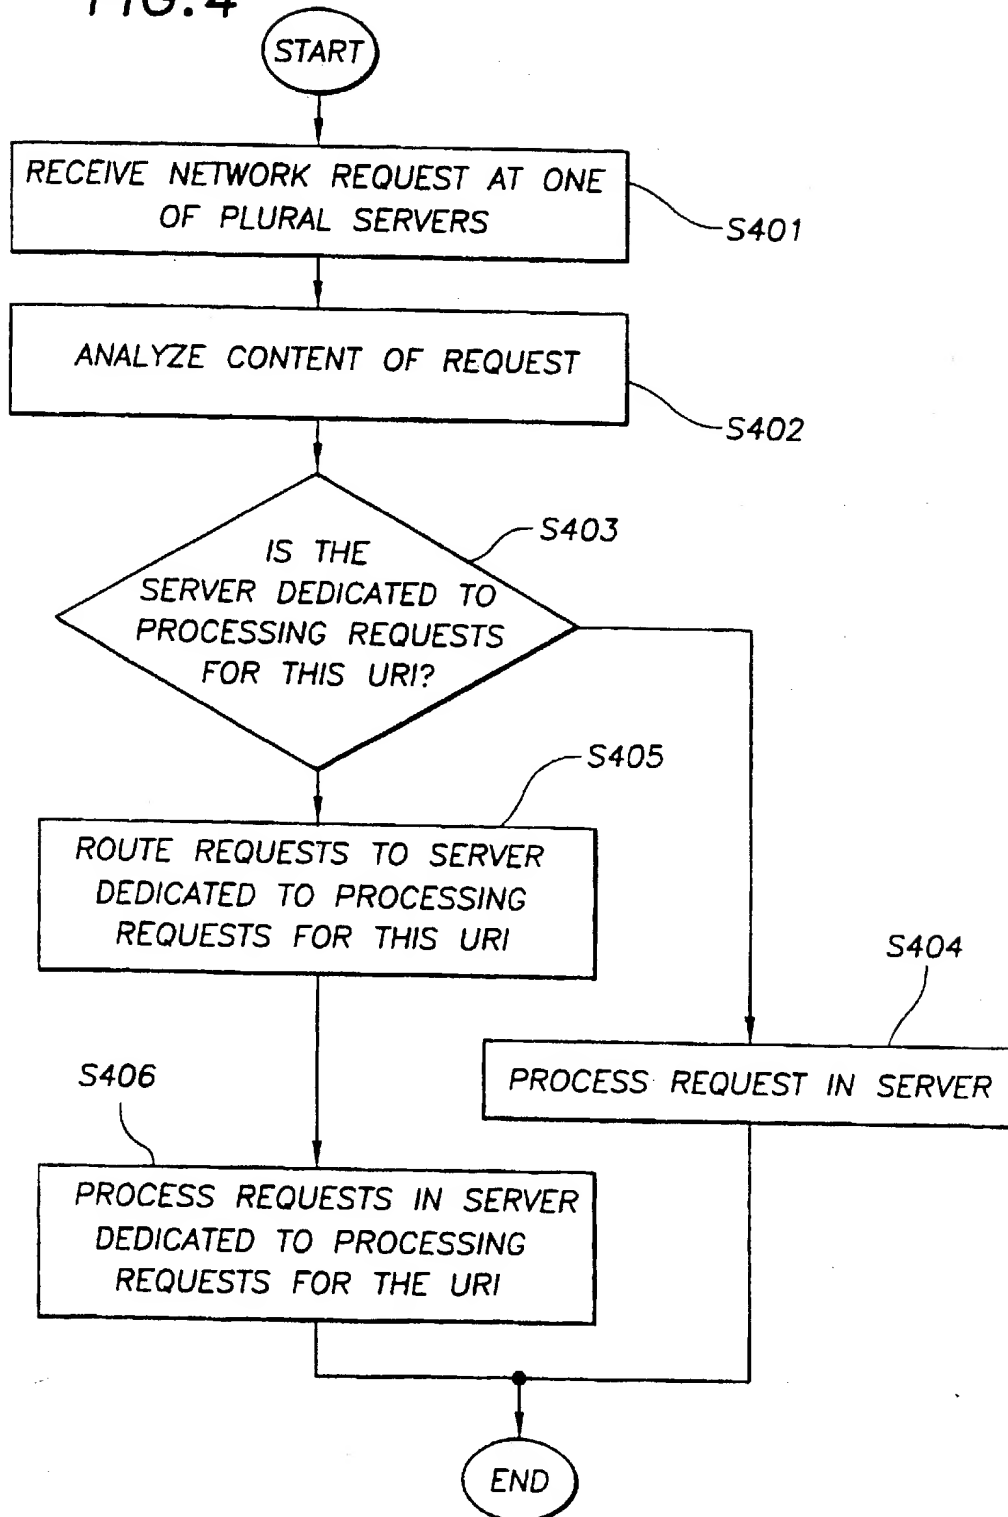 FIG.4
START
RECEIVE NETWORK REQUEST AT ONE
OF PLURAL SERVERS
S401
ANALYZE CONTENT OF REQUEST
S402
S403
IS THE
SERVER DEDICATED TO
PROCESSING REQUESTS
FOR THIS URI?
S405
ROUTE REQUESTS TO SERVER
DEDICATED TO PROCESSING
REQUESTS FOR THIS URI
S404
PROCESS REQUEST IN SERVER
S406
PROCESS REQUESTS IN SERVER
DEDICATED TO PROCESSING
REQUESTS FOR THE URI
END